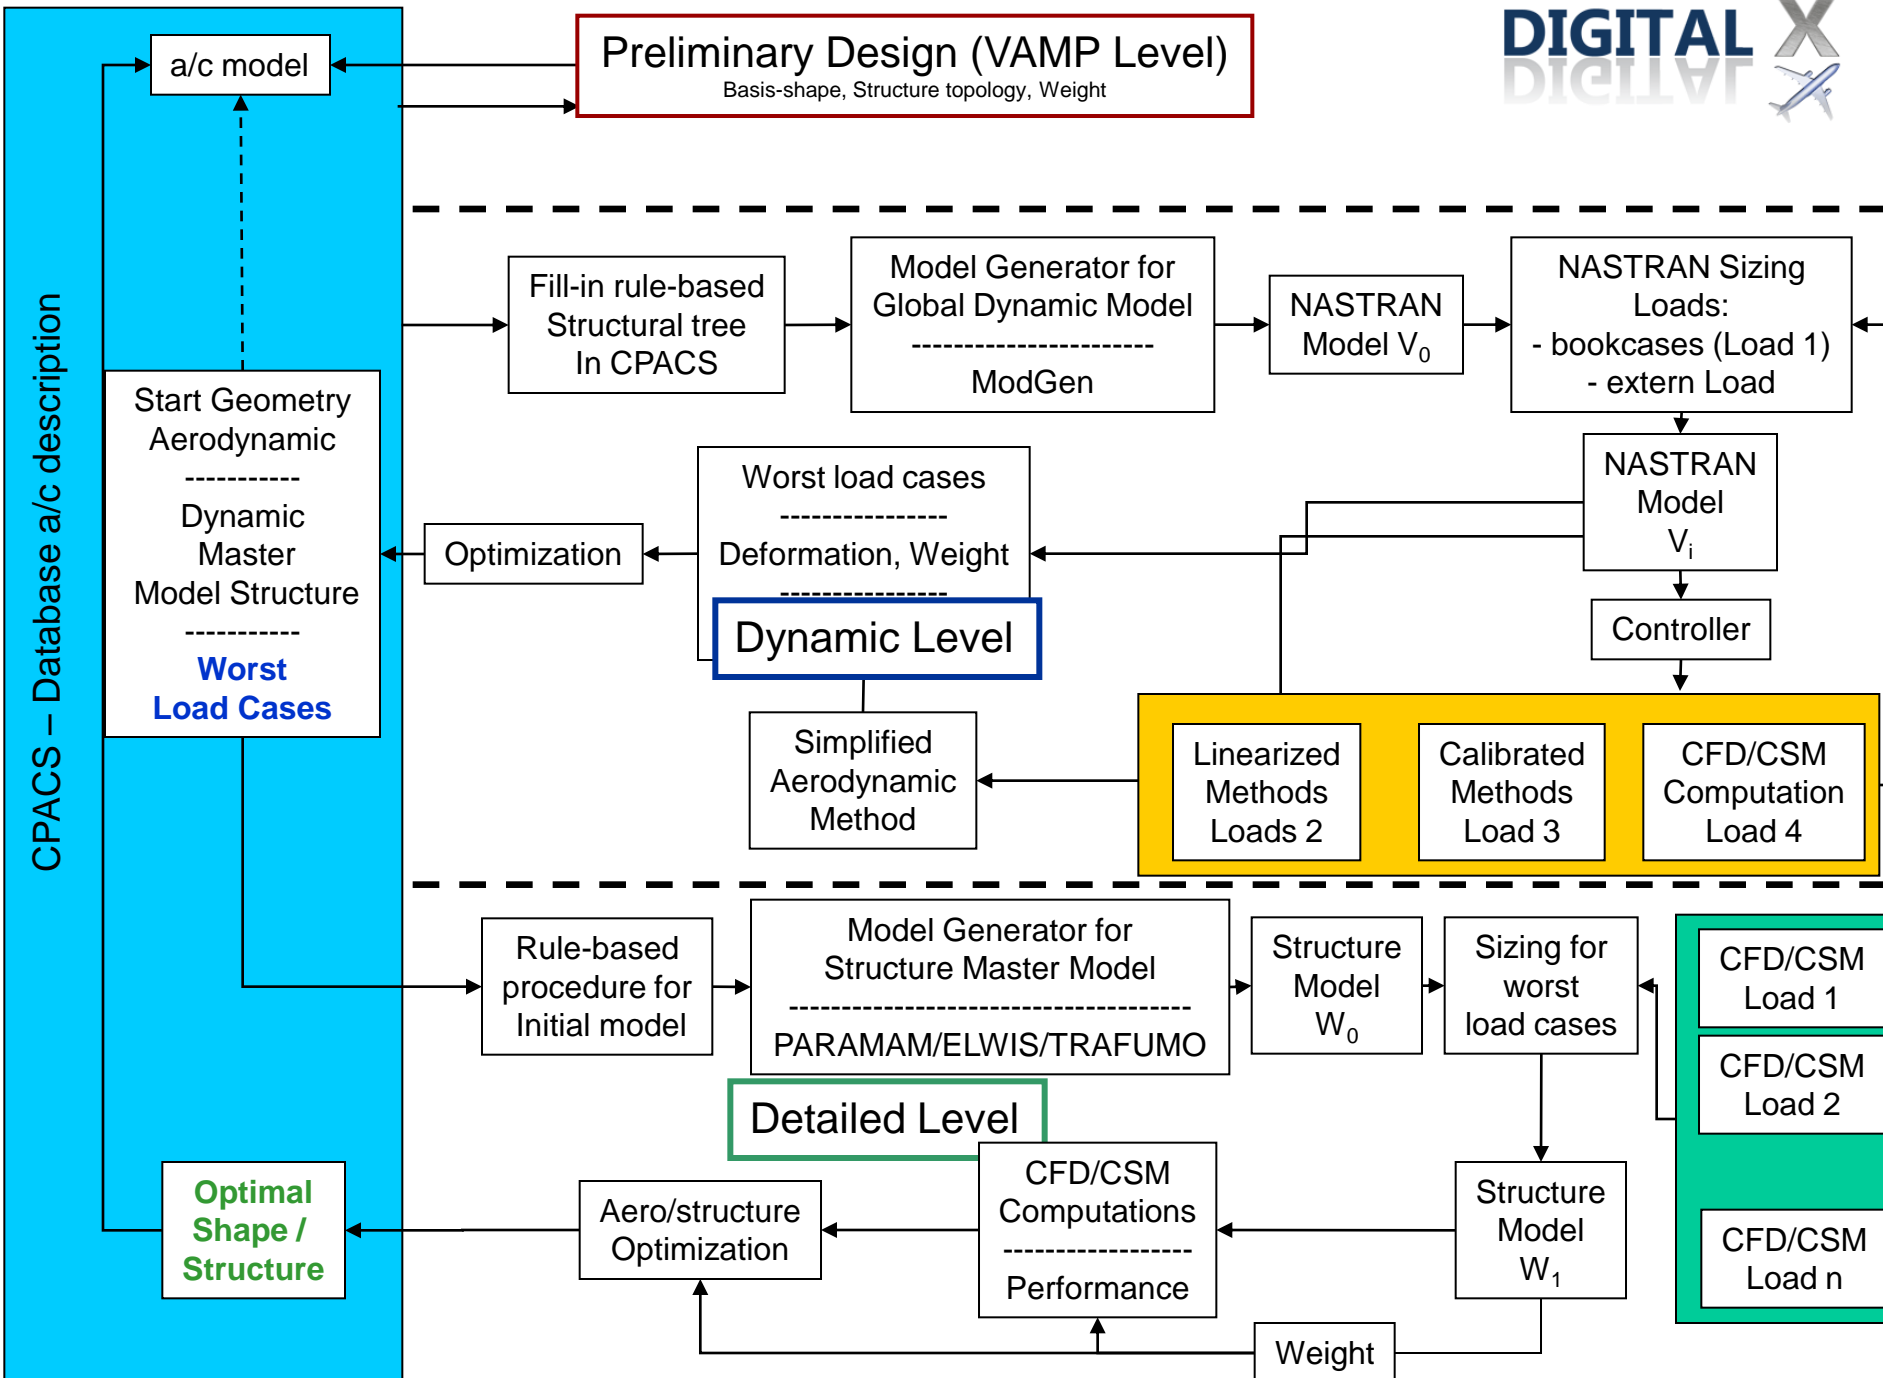 DIGITAL X
a/c model
Preliminary Design (VAMP Level)
Basis-shape, Structure topology, Weight
CPACS – Database a/c description
Fill-in rule-based
Structural tree
In CPACS
Model Generator for
Global Dynamic Model
----------------------
ModGen
NASTRAN
Model V0
NASTRAN Sizing
Loads:
- bookcases (Load 1)
- extern Load
Start Geometry
Aerodynamic
-----------
Dynamic
Master
Model Structure
-----------
Worst
Load Cases
Optimization
Worst load cases
----------------
Deformation, Weight
----------------
Dynamic Level
NASTRAN
Model
Vi
Controller
Simplified
Aerodynamic
Method
Linearized
Methods
Loads 2
Calibrated
Methods
Load 3
CFD/CSM
Computation
Load 4
Rule-based
procedure for
Initial model
Model Generator for
Structure Master Model
--------------------------------------
PARAMAM/ELWIS/TRAFUMO
Structure
Model
W0
Sizing for
worst
load cases
CFD/CSM
Load 1
CFD/CSM
Load 2
CFD/CSM
Load n
Detailed Level
Optimal
Shape /
Structure
Aero/structure
Optimization
CFD/CSM
Computations
------------------
Performance
Structure
Model
W1
Weight